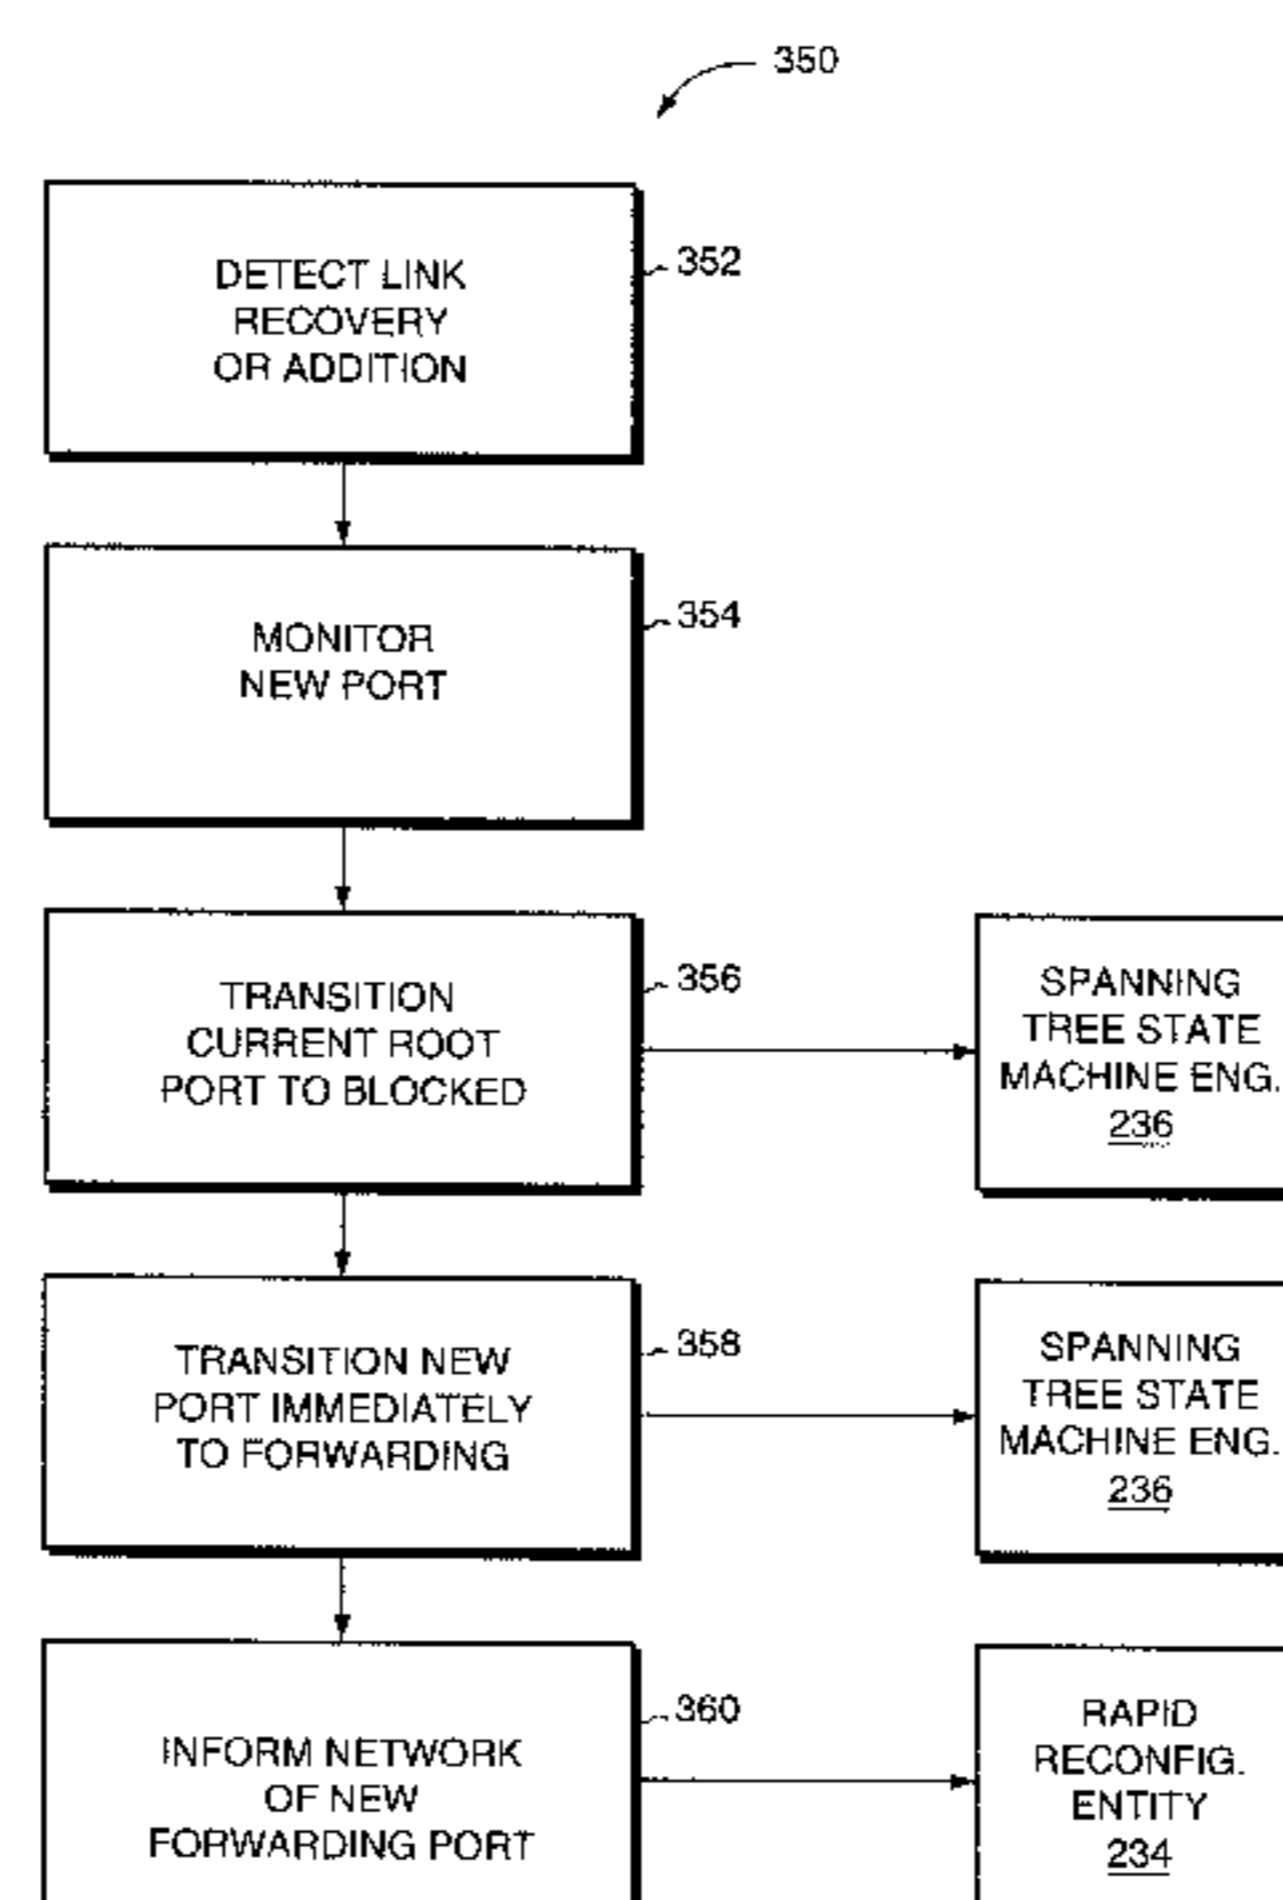 350
DETECT LINK
RECOVERY
OR ADDITION
352
MONITOR
NEW PORT
354
TRANSITION
CURRENT ROOT
PORT TO BLOCKED
356
SPANNING
TREE STATE
MACHINE ENG.
236
TRANSITION NEW
PORT IMMEDIATELY
TO FORWARDING
358
SPANNING
TREE STATE
MACHINE ENG.
236
INFORM NETWORK
OF NEW
FORWARDING PORT
360
RAPID
RECONFIG.
ENTITY
234